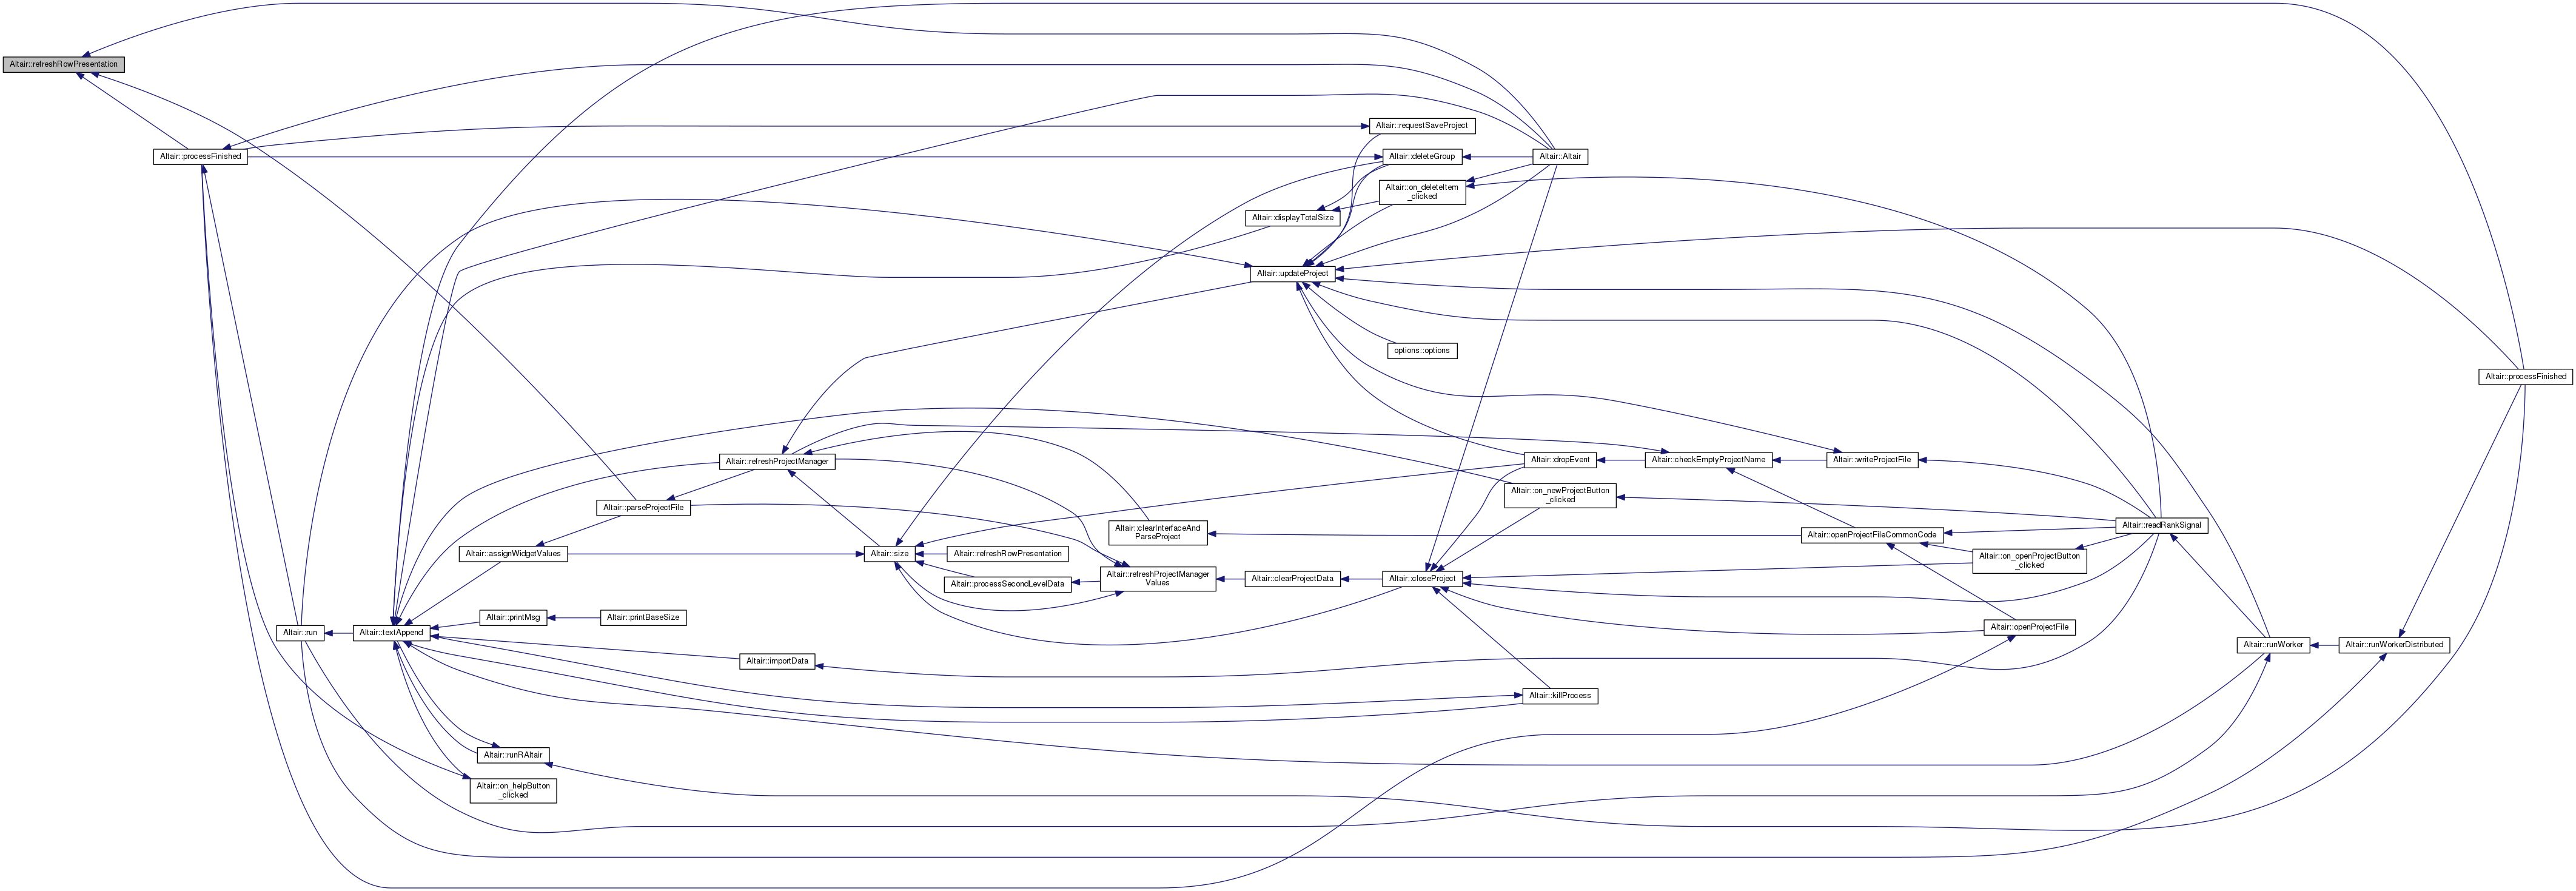 Altair::refreshRowPresentation
Altair::requestSaveProject
Altair::processFinished
Altair::deleteGroup
Altair::Altair
Altair::on_deleteItem
_clicked
Altair::displayTotalSize
Altair::updateProject
options::options
Altair::processFinished
Altair::refreshProjectManager
Altair::dropEvent
Altair::checkEmptyProjectName
Altair::writeProjectFile
Altair::on_newProjectButton
_clicked
Altair::parseProjectFile
Altair::clearInterfaceAnd
ParseProject
Altair::readRankSignal
Altair::openProjectFileCommonCode
Altair::assignWidgetValues
Altair::size
Altair::refreshRowPresentation
Altair::on_openProjectButton
_clicked
Altair::processSecondLevelData
Altair::refreshProjectManager
Values
Altair::clearProjectData
Altair::closeProject
Altair::printMsg
Altair::printBaseSize
Altair::openProjectFile
Altair::run
Altair::textAppend
Altair::runWorker
Altair::runWorkerDistributed
Altair::importData
Altair::killProcess
Altair::runRAltair
Altair::on_helpButton
_clicked